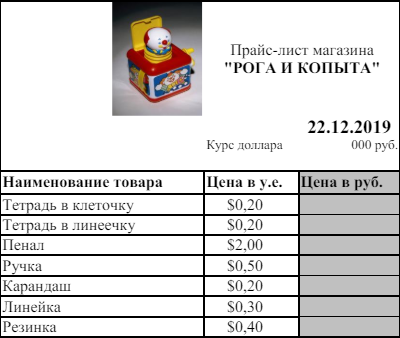 Прайс-лист магазина
"РОГА И КОПЫТА"
22.12.2019
Курс доллара 000 руб.
Наименование товара Цена в у.е. Цена в руб.
Тетрадь в клеточку $0,20
Тетрадь в линеечку $0,20
Пенал $2,00
Ручка $0,50
Карандаш $0,20
Линейка $0,30
Резинка $0,40